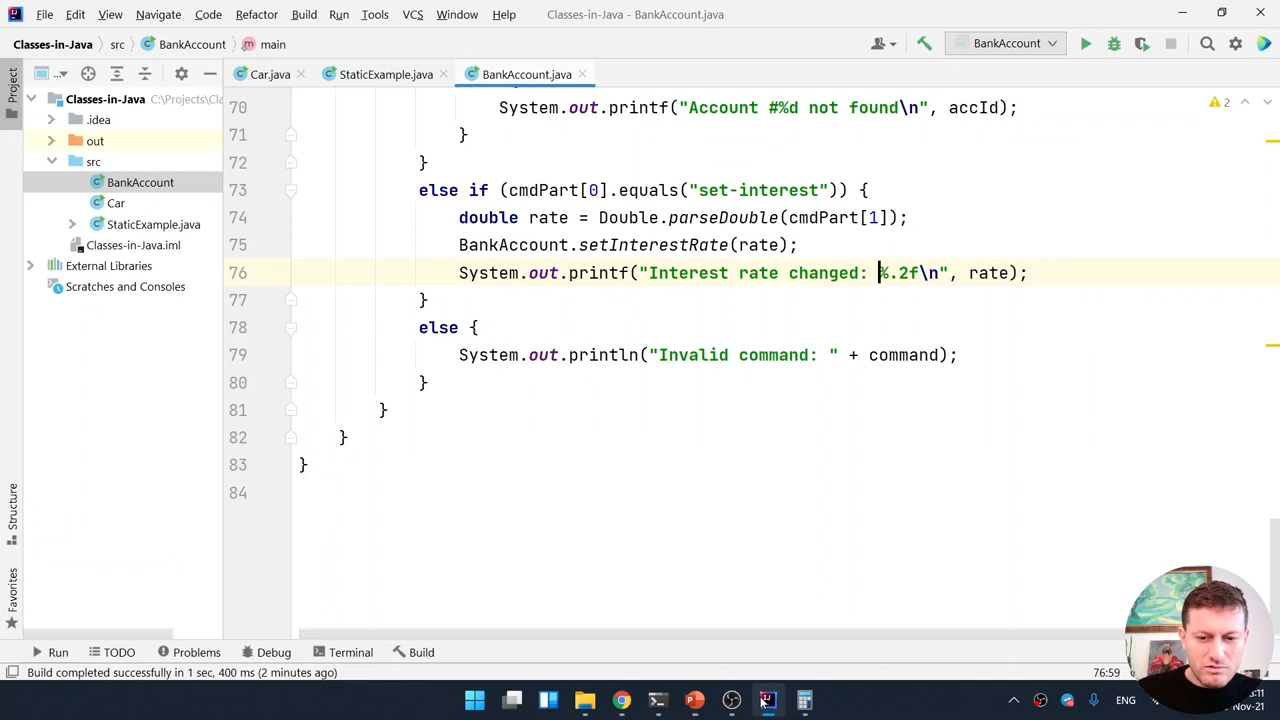 File Edit View Navigate Code Refactor Build Run Tools VCS Window Help Classes-in-Java - BankAccount.java
Classes-in-Java src BankAccount main BankAccount
Project ... Car.java StaticExample.java BankAccount.java
Classes-in-Java C:\Projects\Cla
.idea
out
src
BankAccount
Car
StaticExample.java
Classes-in-Java.iml
External Libraries
Scratches and Consoles
Structure
Favorites
2
70 System.out.printf("Account #%d not found\n", accId);
71 }
72 }
73 else if (cmdPart[0].equals("set-interest")) {
74 double rate = Double.parseDouble(cmdPart[1]);
75 BankAccount.setInterestRate(rate);
76 System.out.printf("Interest rate changed: %.2f\n", rate);
77 }
78 else {
79 System.out.println("Invalid command: " + command);
80 }
81 }
82 }
83 }
84
Run TODO Problems Debug Terminal Build
Build completed successfully in 1 sec, 400 ms (2 minutes ago) 76:59
ENG :11
-Nov-21